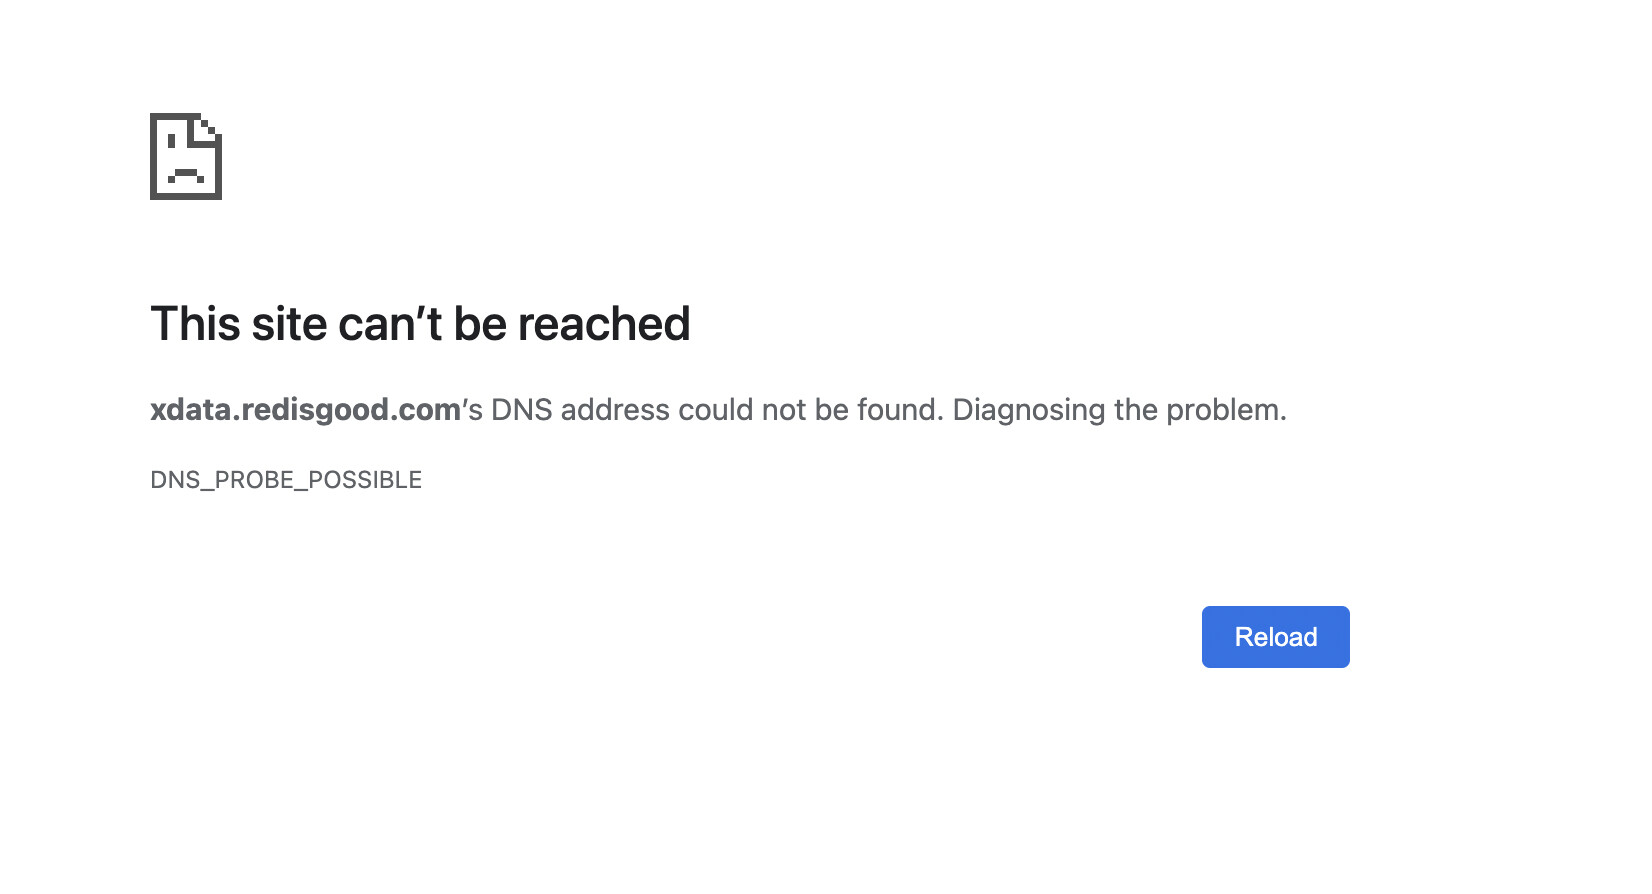 This site can’t be reached
xdata.redisgood.com’s DNS address could not be found. Diagnosing the problem.
DNS_PROBE_POSSIBLE
Reload